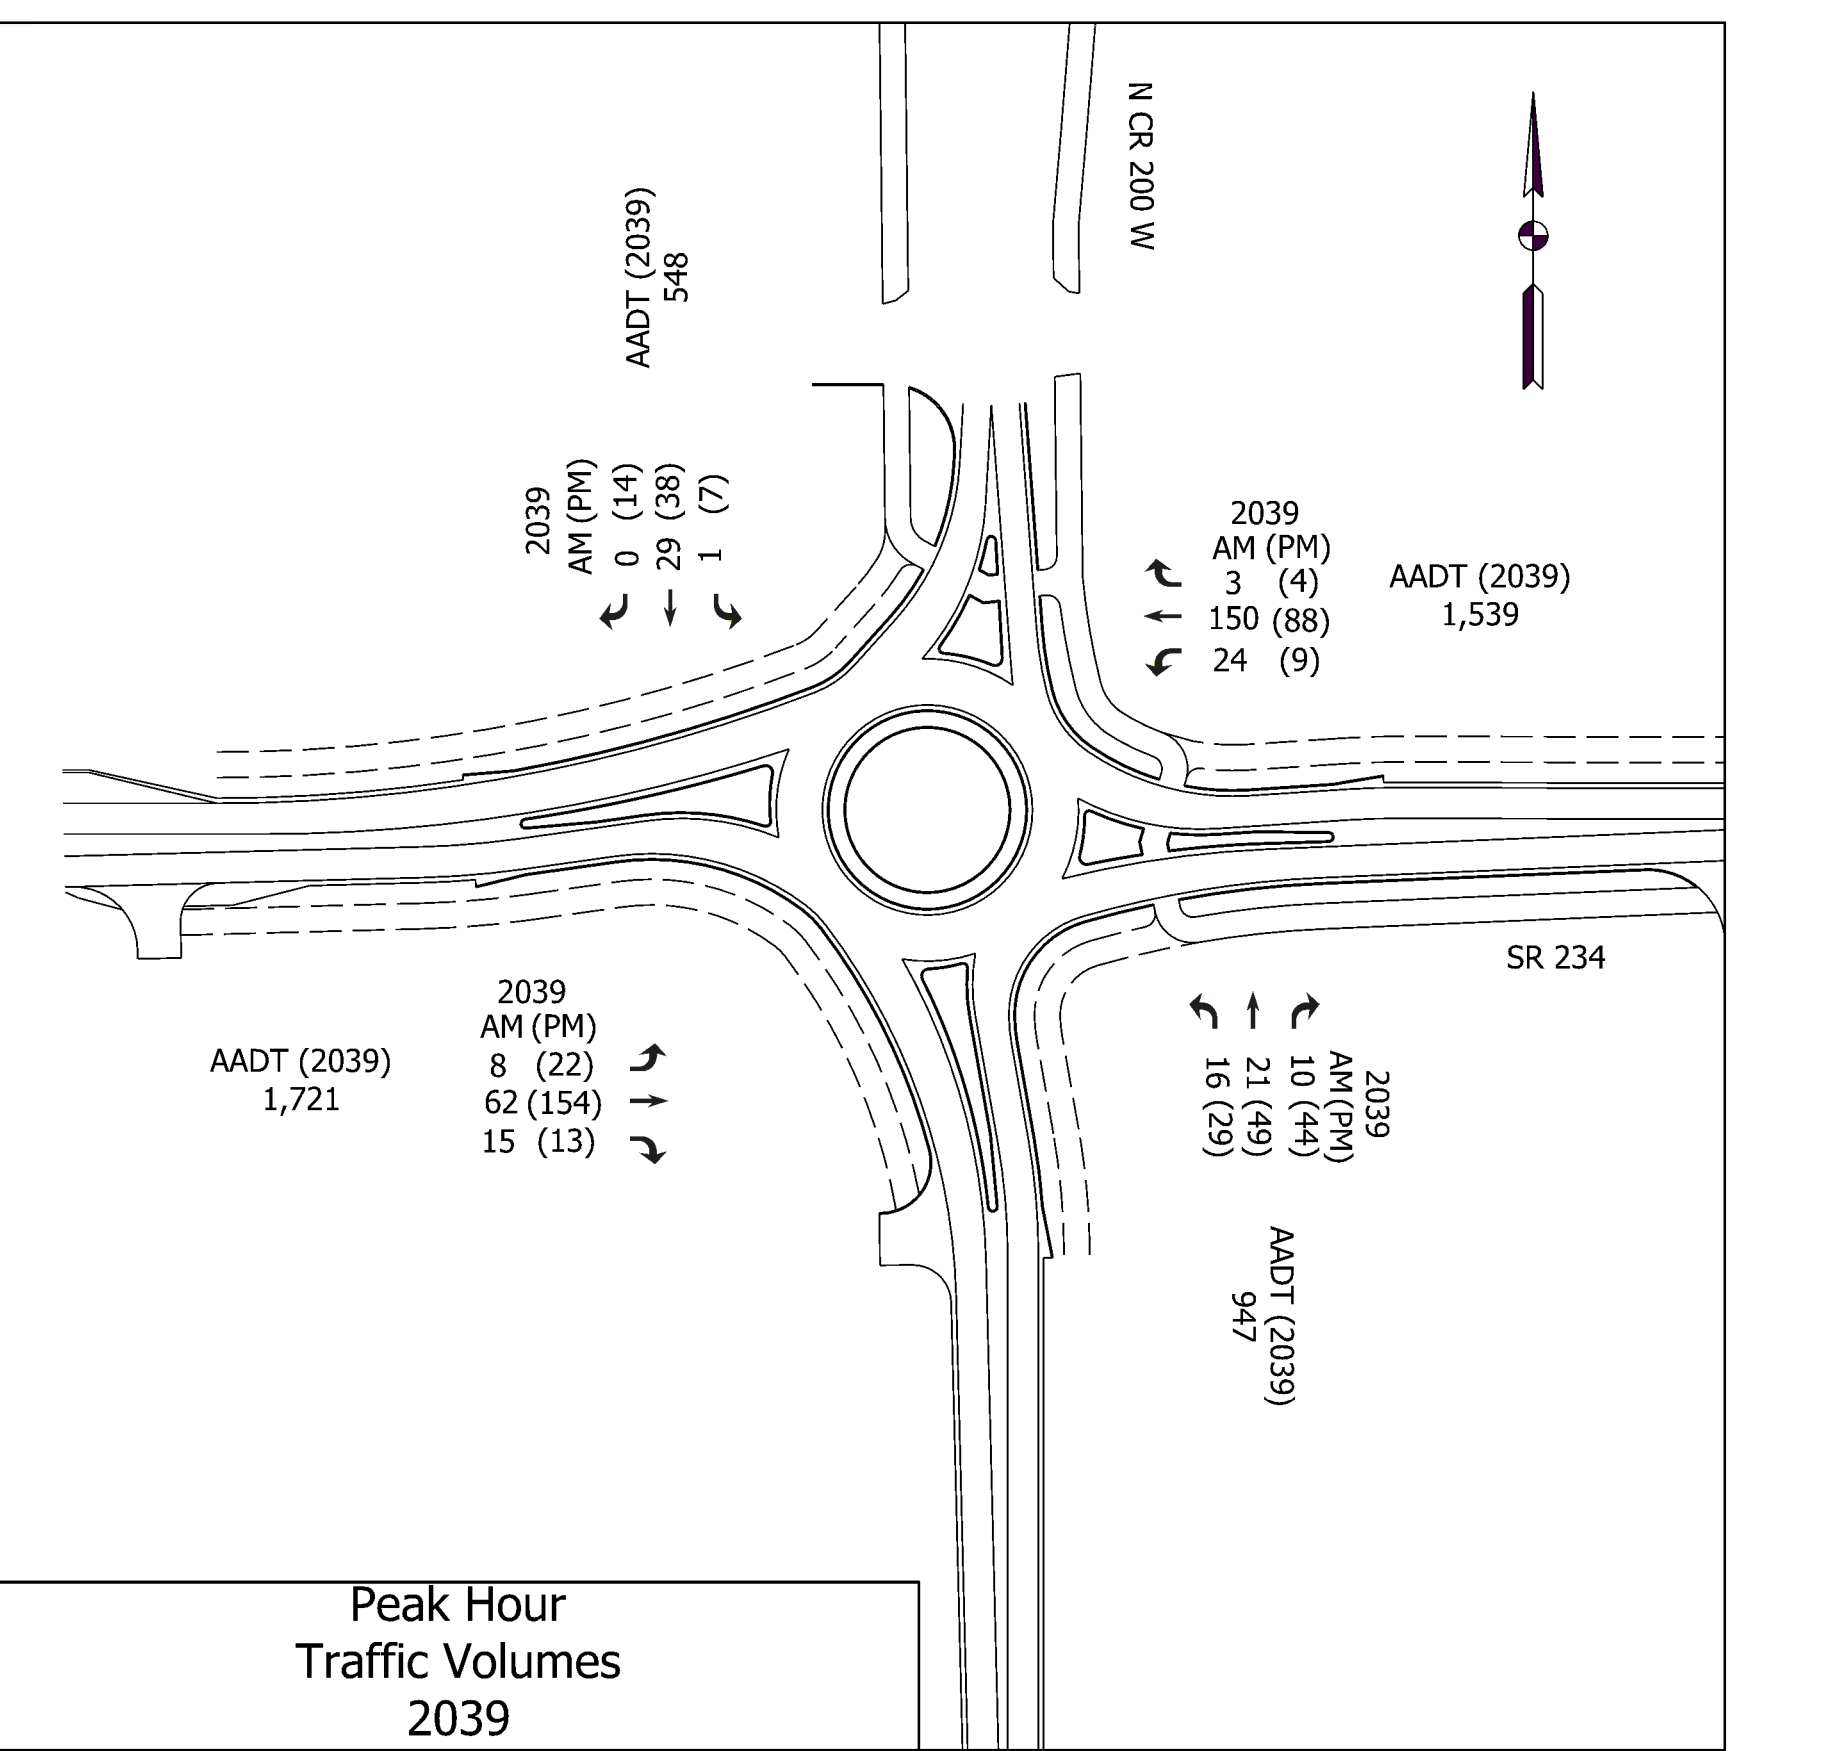 N CR 200 W
AADT (2039)
548
2039
AM (PM)
0 (14)
29 (38)
1 (7)
2039
AM (PM)
3 (4)
150 (88)
24 (9)
AADT (2039)
1,539
SR 234
2039
AM (PM)
8 (22)
62 (154)
15 (13)
AADT (2039)
1,721
2039
AM (PM)
10 (44)
21 (49)
16 (29)
AADT (2039)
947
Peak Hour
Traffic Volumes
2039